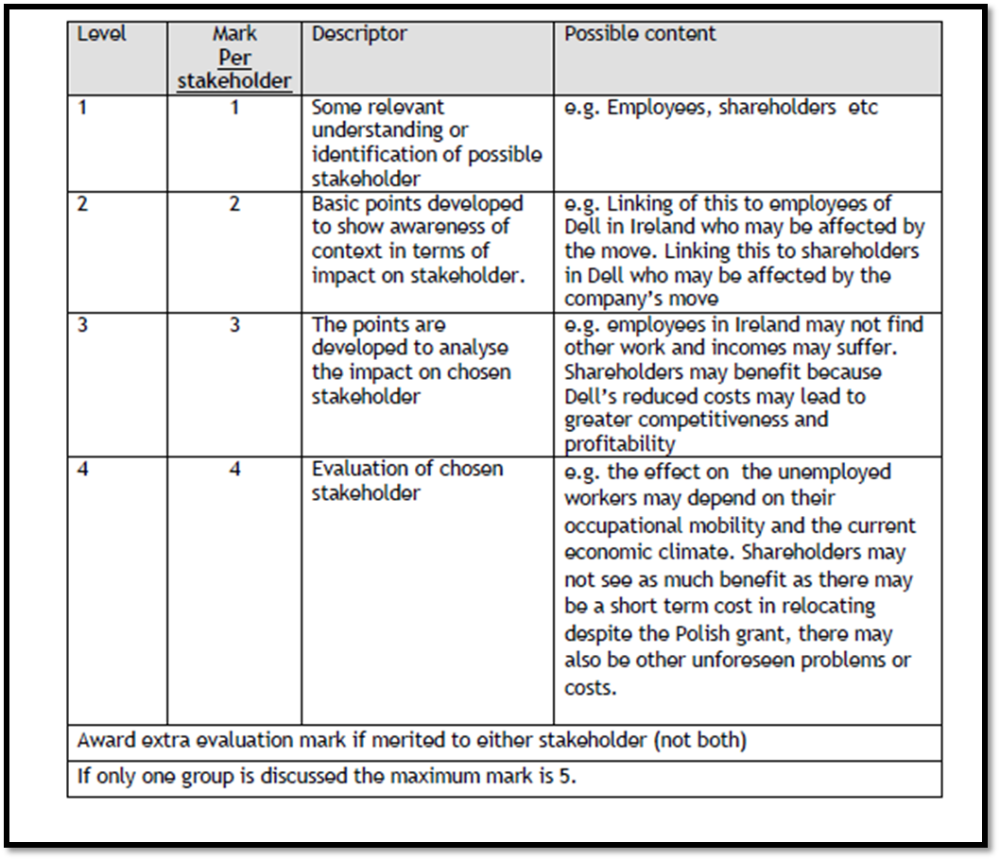 Level Mark Descriptor Possible content
Per
stakeholder
1 1 Some relevant e.g. Employees, shareholders etc
understanding or
identification of possible
stakeholder
2 2 Basic points developed e.g. Linking of this to employees of
to show awareness of Dell in Ireland who may be affected by
context in terms of the move. Linking this to shareholders
impact on stakeholder. in Dell who may be affected by the
company's move
3 3 The points are e.g. employees in Ireland may not find
developed to analyse other work and incomes may suffer.
the impact on chosen Shareholders may benefit because
stakeholder Dell's reduced costs may lead to
greater competitiveness and
profitability
4 4 Evaluation of chosen e.g. the effect on the unemployed
stakeholder workers may depend on their
occupational mobility and the current
economic climate. Shareholders may
not see as much benefit as there may
be a short term cost in relocating
despite the Polish grant, there may
also be other unforeseen problems or
costs.
Award extra evaluation mark if merited to either stakeholder (not both)
If only one group is discussed the maximum mark is 5.